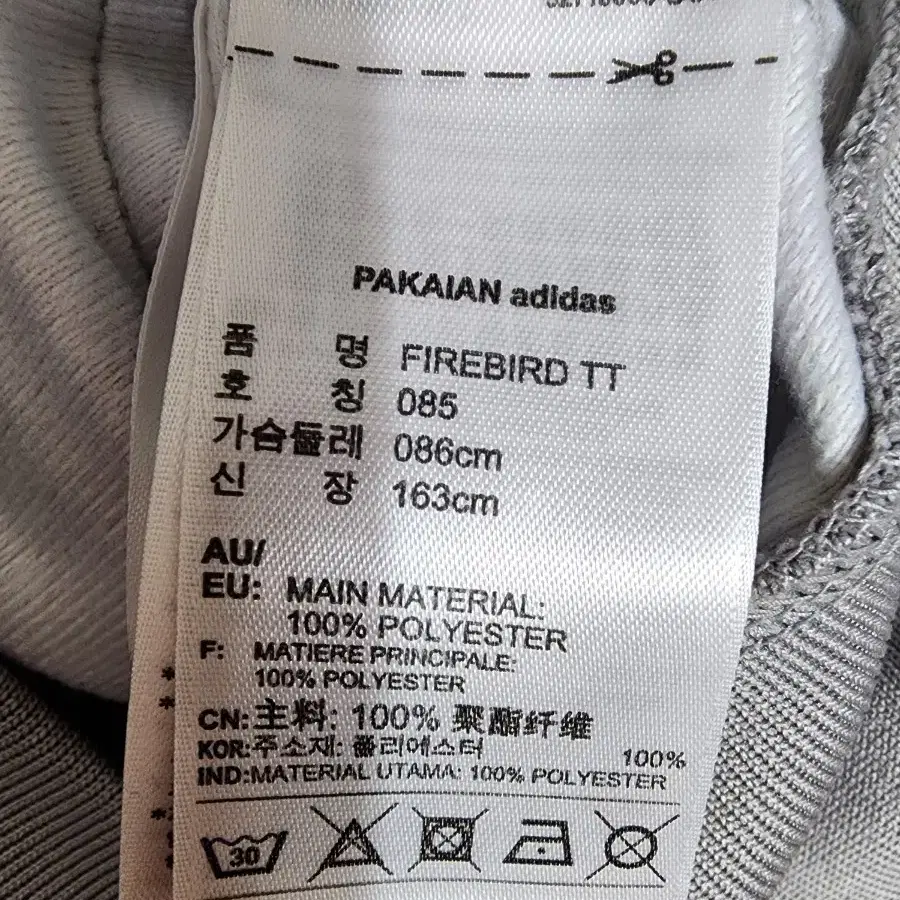 PAKAIAN adidas
품 명 FIREBIRD TT
호 칭 085
가슴둘레 086cm
신 장 163cm
AU/
EU: MAIN MATERIAL:
100% POLYESTER
F: MATIERE PRINCIPALE:
100% POLYESTER
CN:主料: 100% 聚酯纤维
KOR:주소재: 폴리에스터 100%
IND:MATERIAL UTAMA: 100% POLYESTER
30